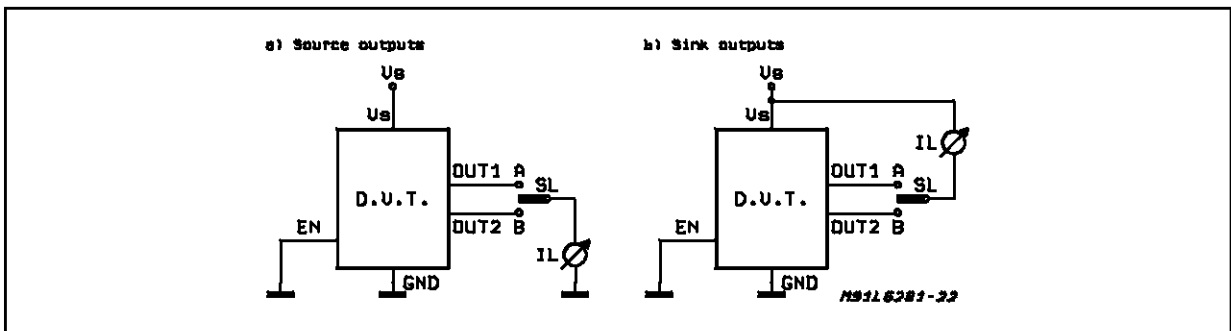 a) Source outputs
Vs
Vs
OUT1 A
SL
D.U.T.
EN
OUT2 B
IL
GND
b) Sink outputs
Vs
Vs
IL
OUT1 A
SL
D.U.T.
EN
OUT2 B
GND
M91L6201-22